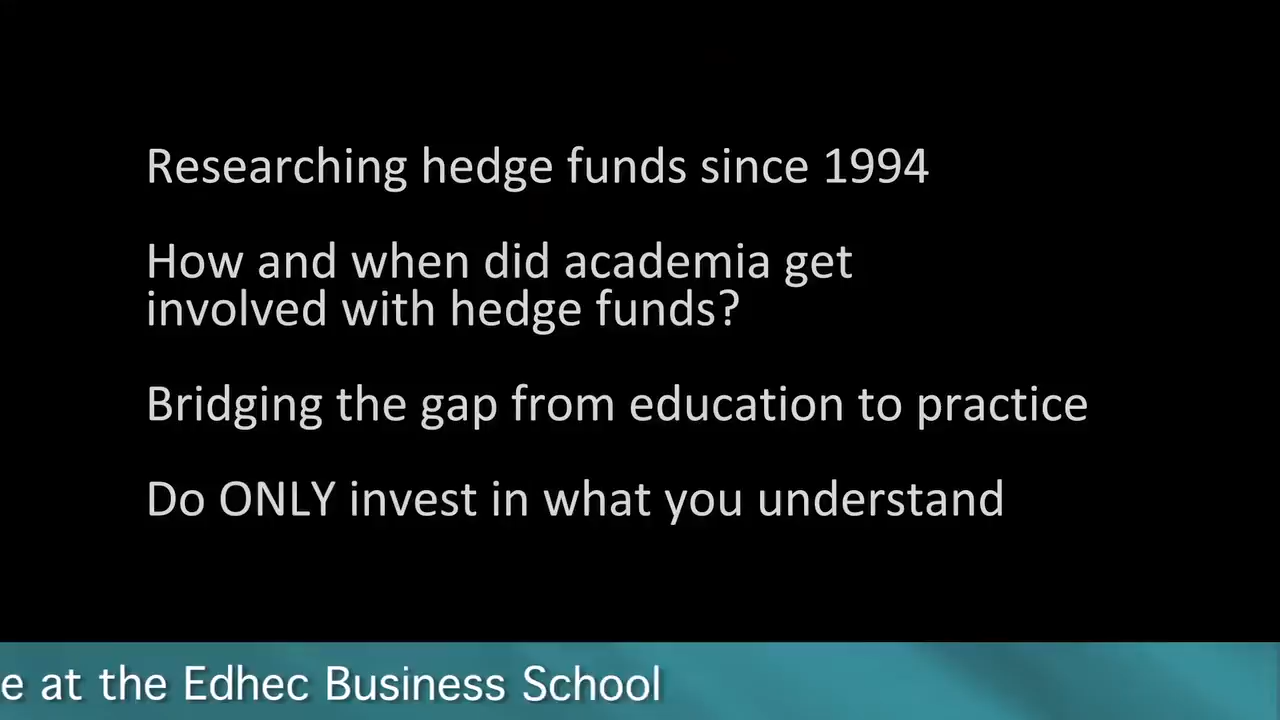 Researching hedge funds since 1994
How and when did academia get
involved with hedge funds?
Bridging the gap from education to practice
Do ONLY invest in what you understand
e at the Edhec Business School